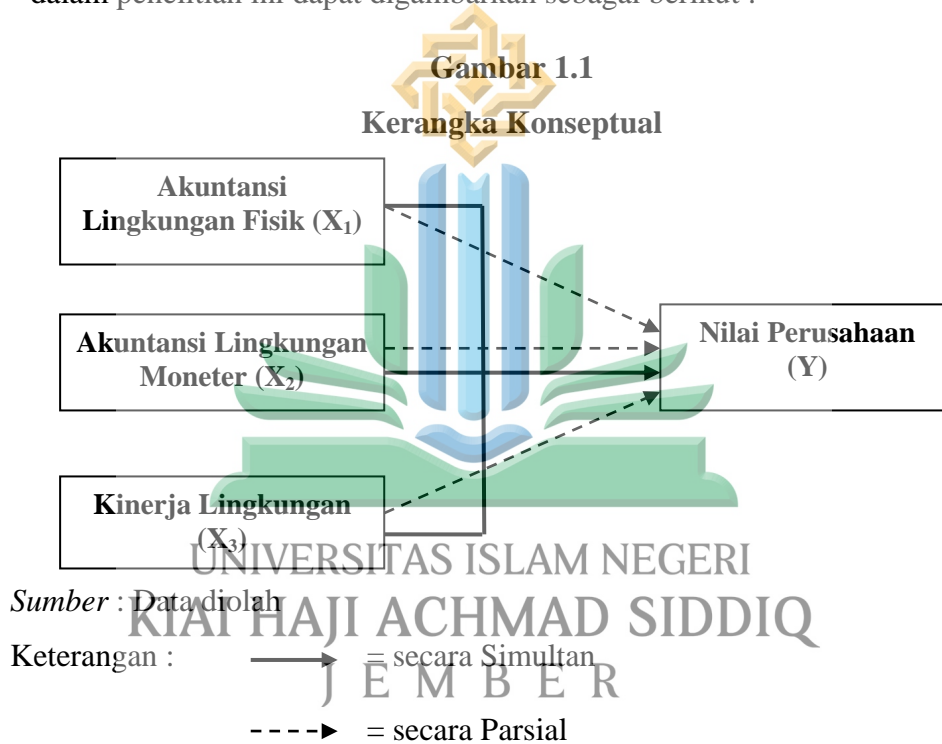 dalam penelitian ini dapat digambarkan sebagai berikut :
Gambar 1.1
Kerangka Konseptual
Akuntansi
Lingkungan Fisik (X₁)
Akuntansi Lingkungan
Moneter (X₂)
Kinerja Lingkungan
(X₃)
Nilai Perusahaan
(Y)
UNIVERSITAS ISLAM NEGERI
Sumber : Data diolah
KIAI HAJI ACHMAD SIDDIQ
Keterangan :
= secara Simultan
J E M B E R
= secara Parsial